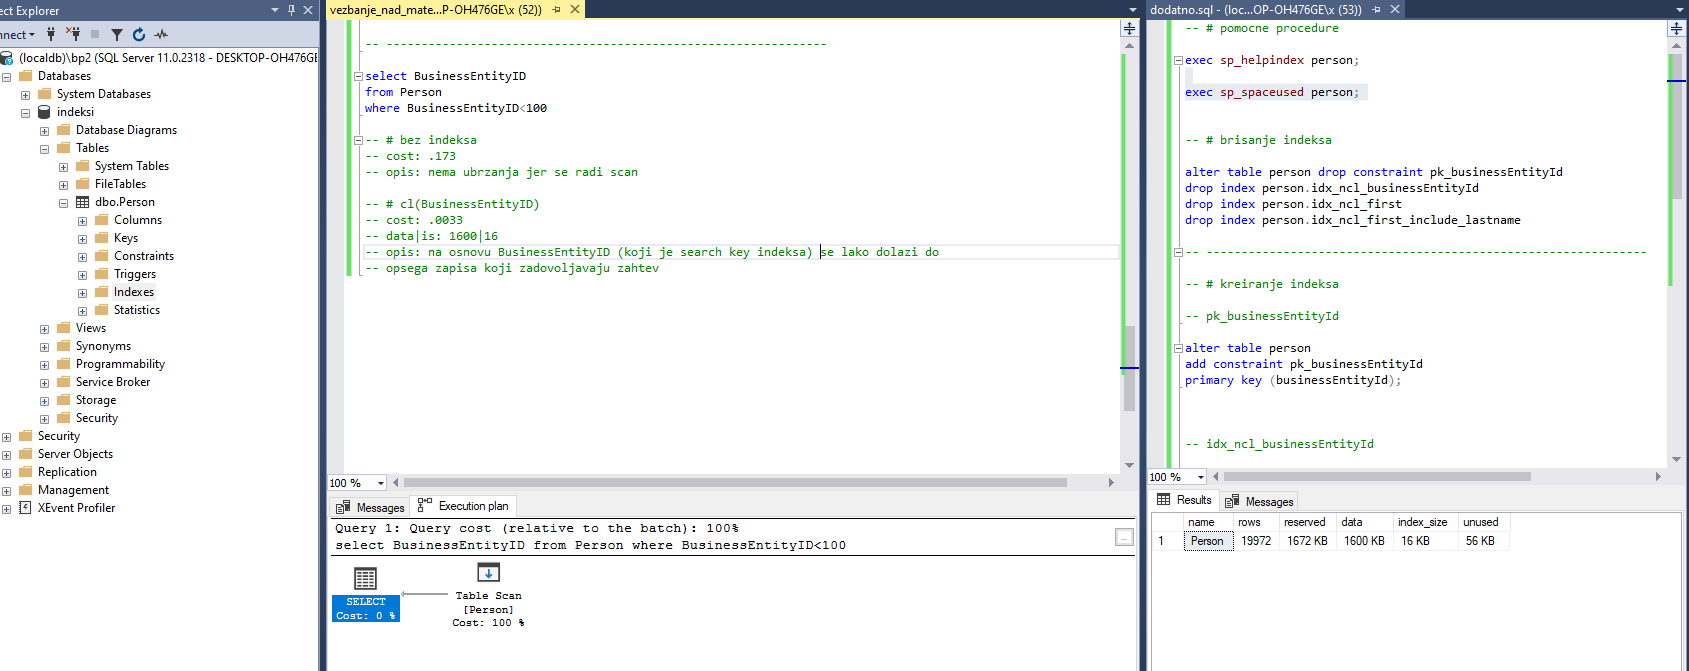 ect Explorer
nnect
(localdb)\bp2 (SQL Server 11.0.2318 - DESKTOP-OH476GE
Databases
System Databases
indeksi
Database Diagrams
Tables
System Tables
FileTables
dbo.Person
Columns
Keys
Constraints
Triggers
Indexes
Statistics
Views
Synonyms
Programmability
Service Broker
Storage
Security
Security
Server Objects
Replication
Management
XEvent Profiler
vezbanje_nad_mate...P-OH476GE\x (52))
-- -------------------------------------------------------------
select BusinessEntityID
from Person
where BusinessEntityID<100
-- # bez indeksa
-- cost: .173
-- opis: nema ubrzanja jer se radi scan
-- # cl(BusinessEntityID)
-- cost: .0033
-- data|is: 1600|16
-- opis: na osnovu BusinessEntityID (koji je search key indeksa) se lako dolazi do
-- opsega zapisa koji zadovoljavaju zahtev
100 %
Messages
Execution plan
Query 1: Query cost (relative to the batch): 100%
select BusinessEntityID from Person where BusinessEntityID<100
...
SELECT
Cost: 0 %
Table Scan
[Person]
Cost: 100 %
dodatno.sql - (loc...OP-OH476GE\x (53))
-- # pomocne procedure
exec sp_helpindex person;
exec sp_spaceused person;
-- # brisanje indeksa
alter table person drop constraint pk_businessEntityId
drop index person.idx_ncl_businessEntityId
drop index person.idx_ncl_first
drop index person.idx_ncl_first_include_lastname
-- -------------------------------------------------------------
-- # kreiranje indeksa
-- pk_businessEntityId
alter table person
add constraint pk_businessEntityId
primary key (businessEntityId);
-- idx_ncl_businessEntityId
100 %
Results
Messages
name rows reserved data index_size unused
1 Person 19972 1672 KB 1600 KB 16 KB 56 KB